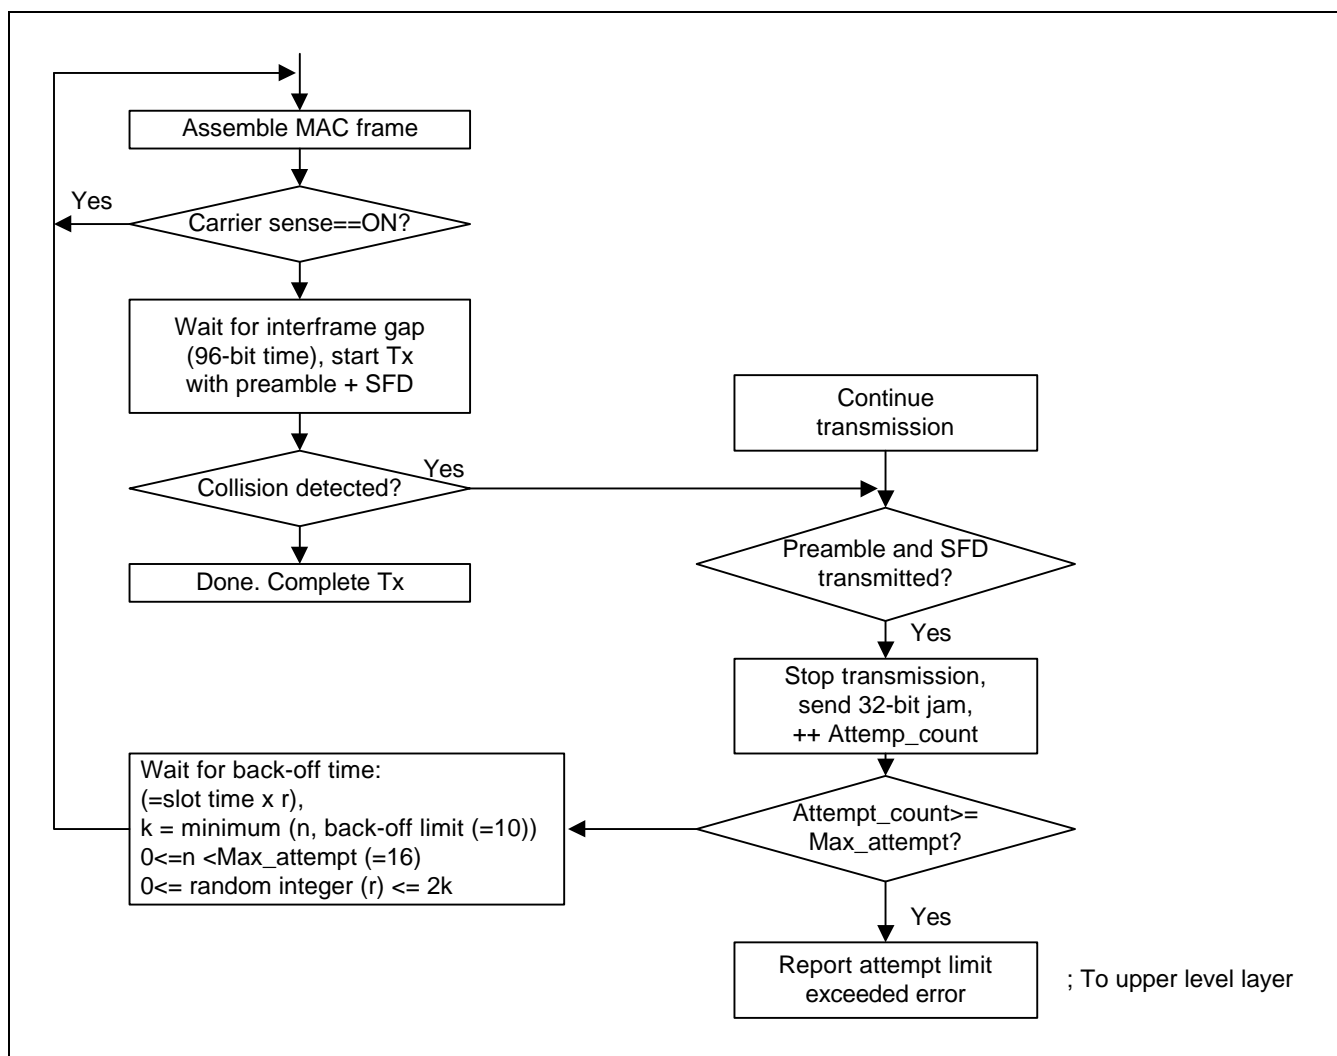 Assemble MAC frame
Yes
Carrier sense==ON?
Wait for interframe gap
(96-bit time), start Tx
with preamble + SFD
Collision detected?
Yes
Done. Complete Tx
Continue
transmission
Preamble and SFD
transmitted?
Yes
Stop transmission,
send 32-bit jam,
++ Attemp_count
Attempt_count>=
Max_attempt?
Wait for back-off time:
(=slot time x r),
k = minimum (n, back-off limit (=10))
0<=n <Max_attempt (=16)
0<= random integer (r) <= 2k
Yes
Report attempt limit
exceeded error
; To upper level layer